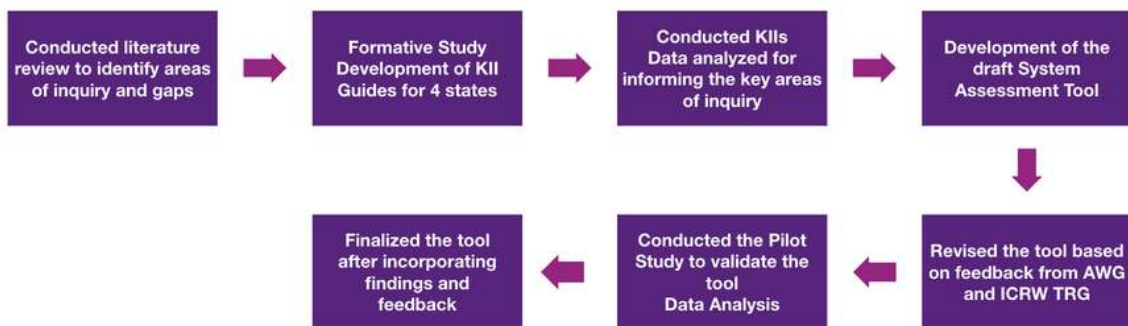 Conducted literature
review to identify areas
of inquiry and gaps
Formative Study
Development of KII
Guides for 4 states
Conducted KIIs
Data analyzed for
informing the key areas
of inquiry
Development of the
draft System
Assessment Tool
Revised the tool based
on feedback from AWG
and ICRW TRG
Conducted the Pilot
Study to validate the
tool
Data Analysis
Finalized the tool
after incorporating
findings and
feedback